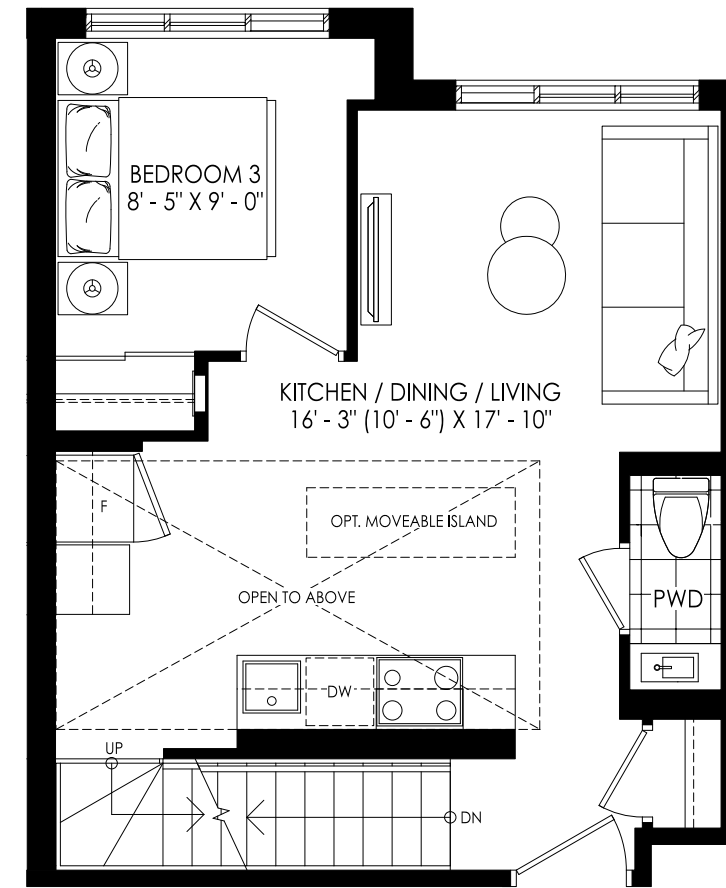 BEDROOM 3
8' - 5" X 9' - 0"
KITCHEN / DINING / LIVING
16' - 3" (10' - 6") X 17' - 10"
F
OPT. MOVEABLE ISLAND
OPEN TO ABOVE
PWD
DW
UP
DN